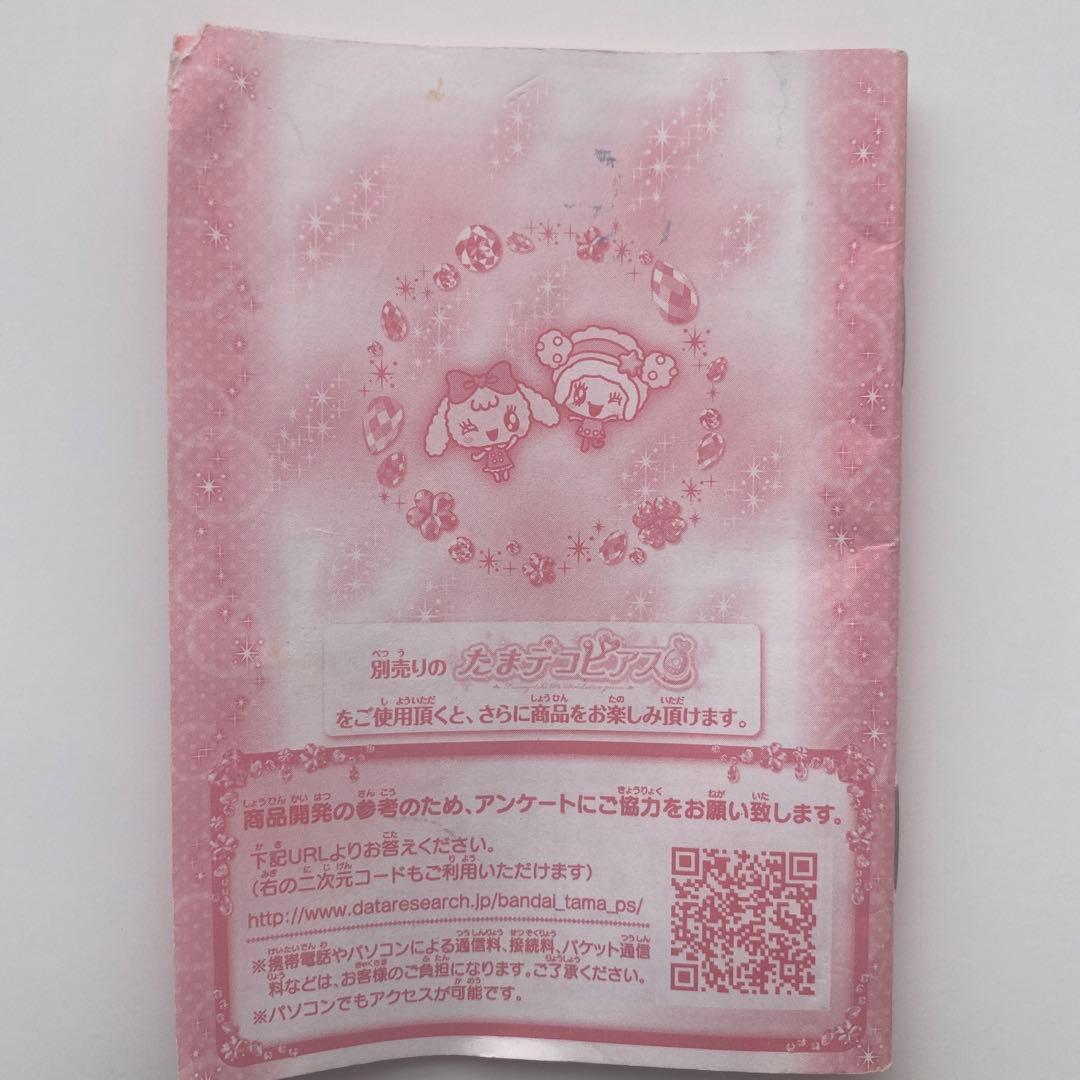 別売りの たまデコピアス
をご使用頂くと、さらに商品をお楽しみ頂けます。
商品開発の参考のため、アンケートにご協力をお願い致します。
下記URLよりお答えください。
(右の二次元コードもご利用いただけます)
http://www.dataresearch.jp/bandai_tama_ps/
※携帯電話やパソコンによる通信料、接続料、パケット通信
料などは、お客様のご負担になります。ご了承ください。
※パソコンでもアクセスが可能です。